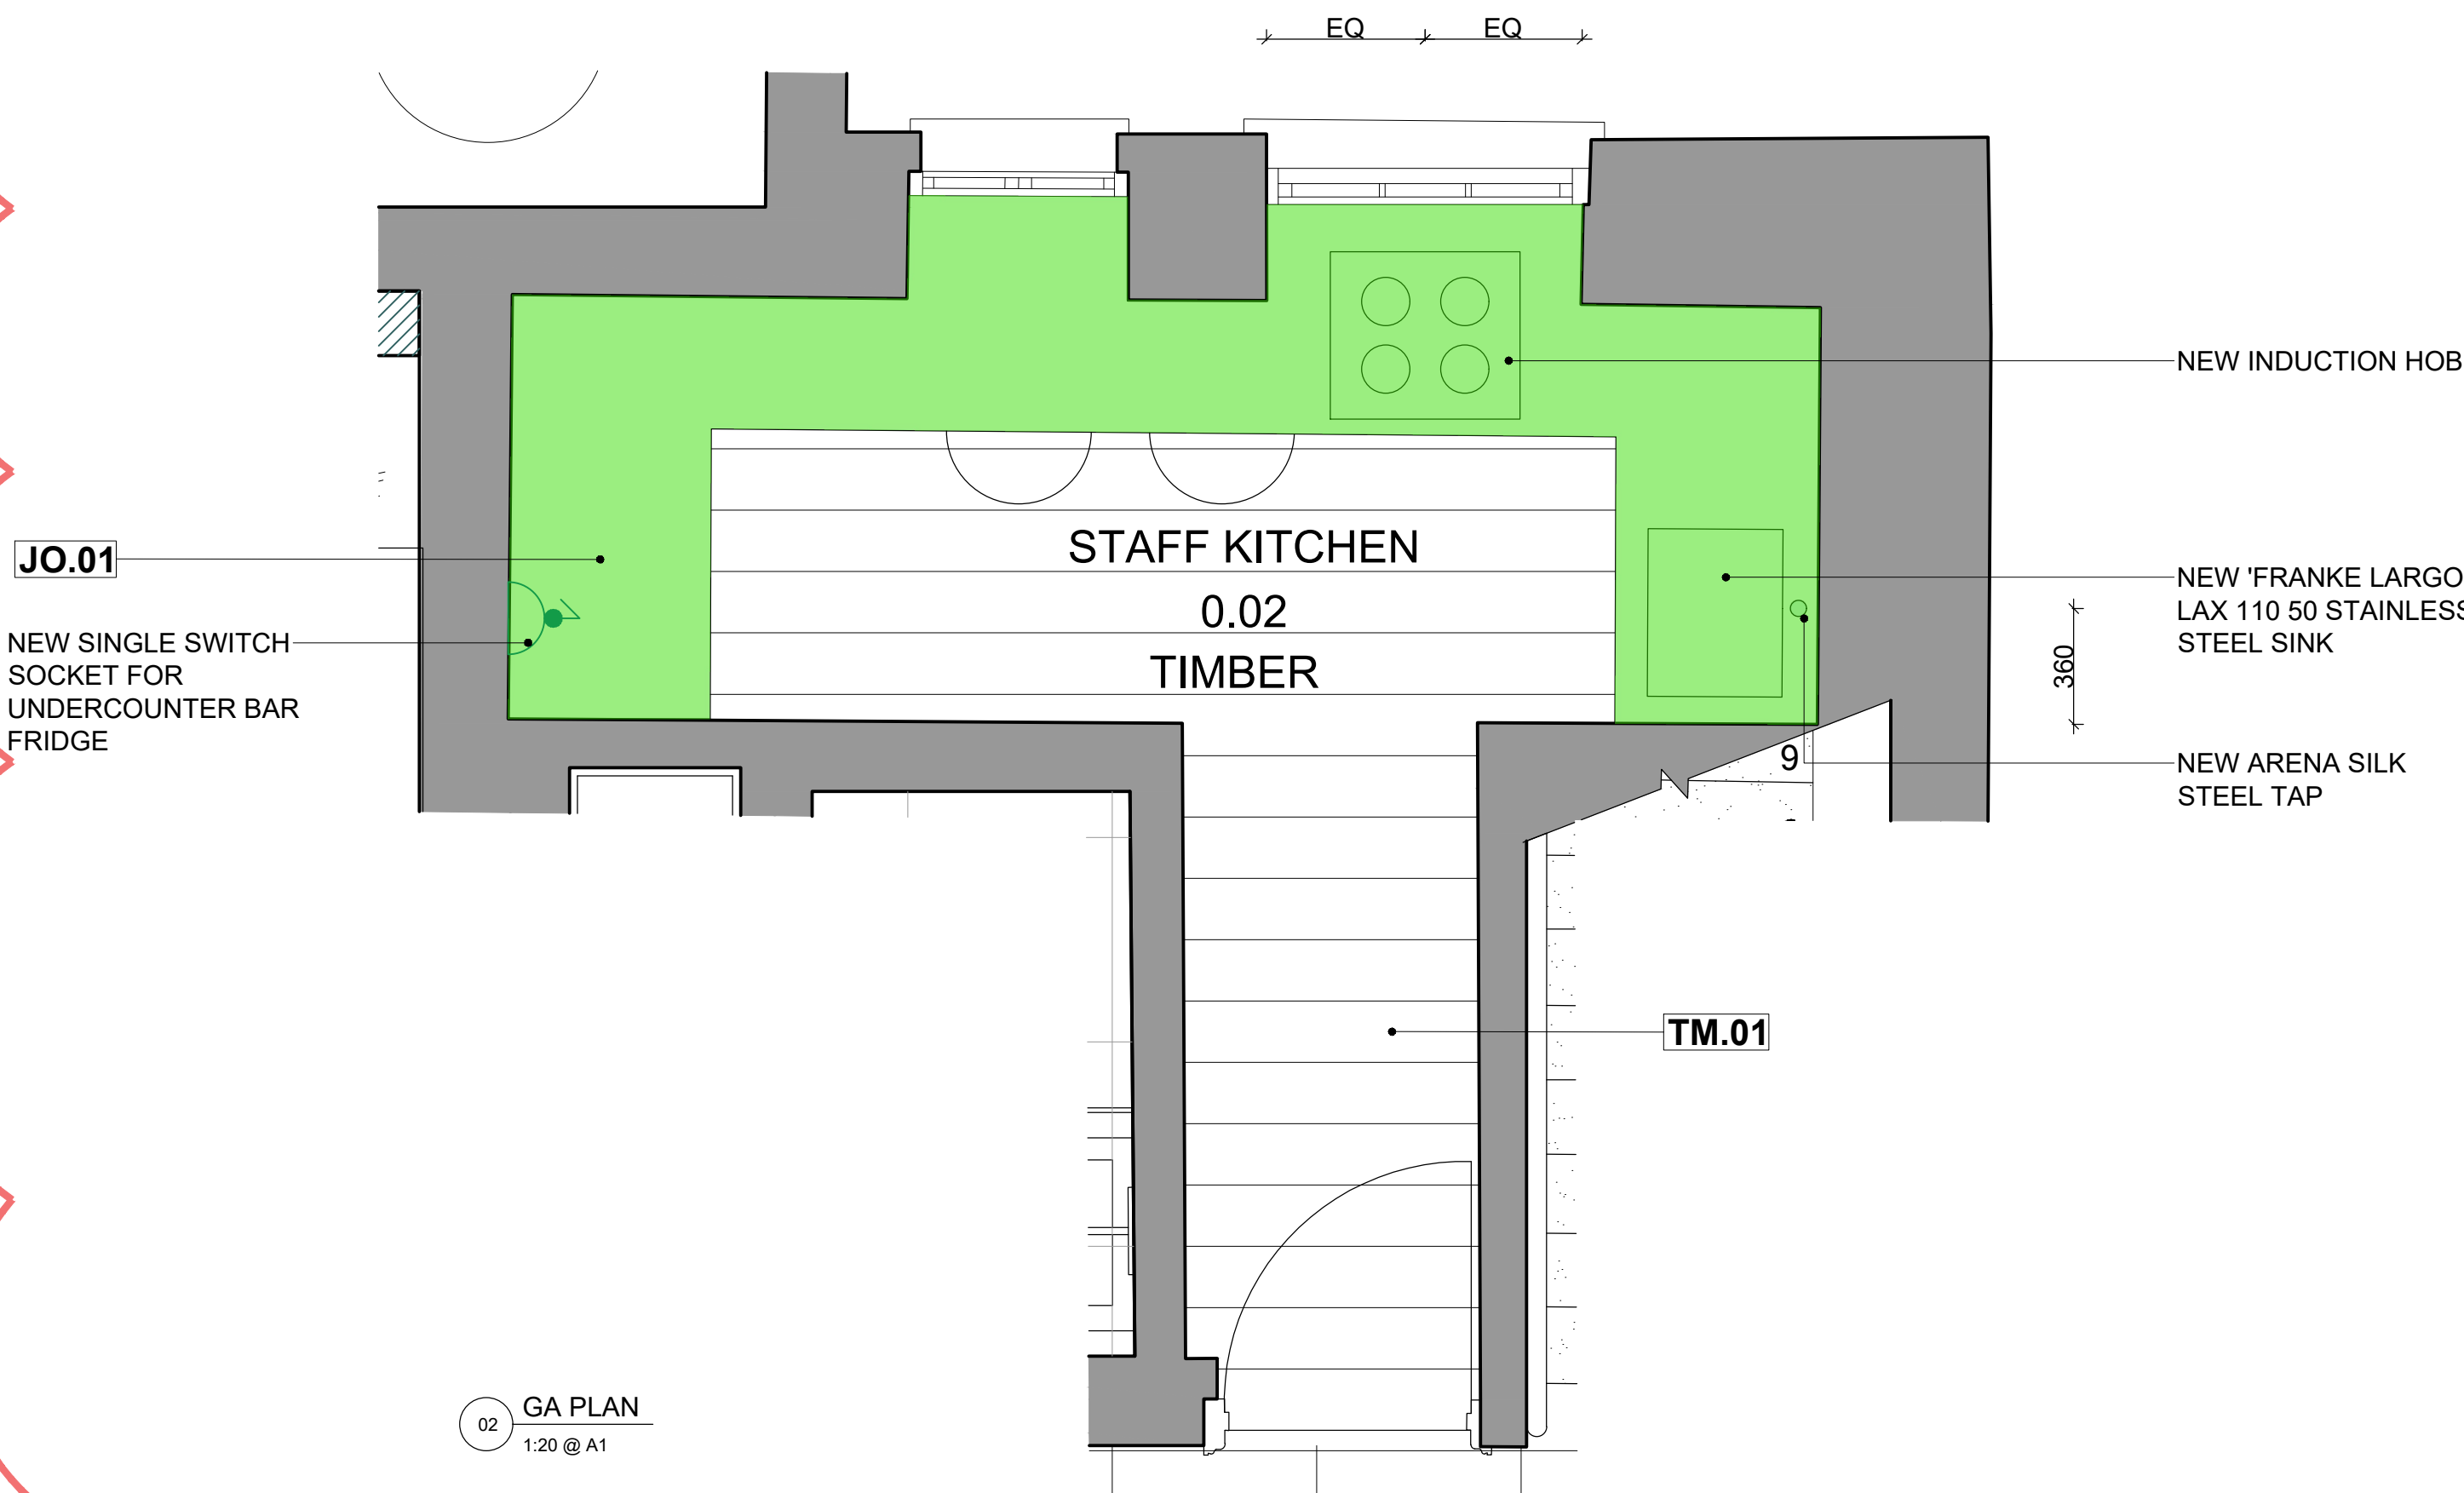 EQ EQ
NEW INDUCTION HOB
JO.01
STAFF KITCHEN
0.02
TIMBER
NEW 'FRANKE LARGO
LAX 110 50 STAINLESS
STEEL SINK
360
NEW SINGLE SWITCH
SOCKET FOR
UNDERCOUNTER BAR
FRIDGE
9
NEW ARENA SILK
STEEL TAP
TM.01
02
GA PLAN
1:20 @ A1